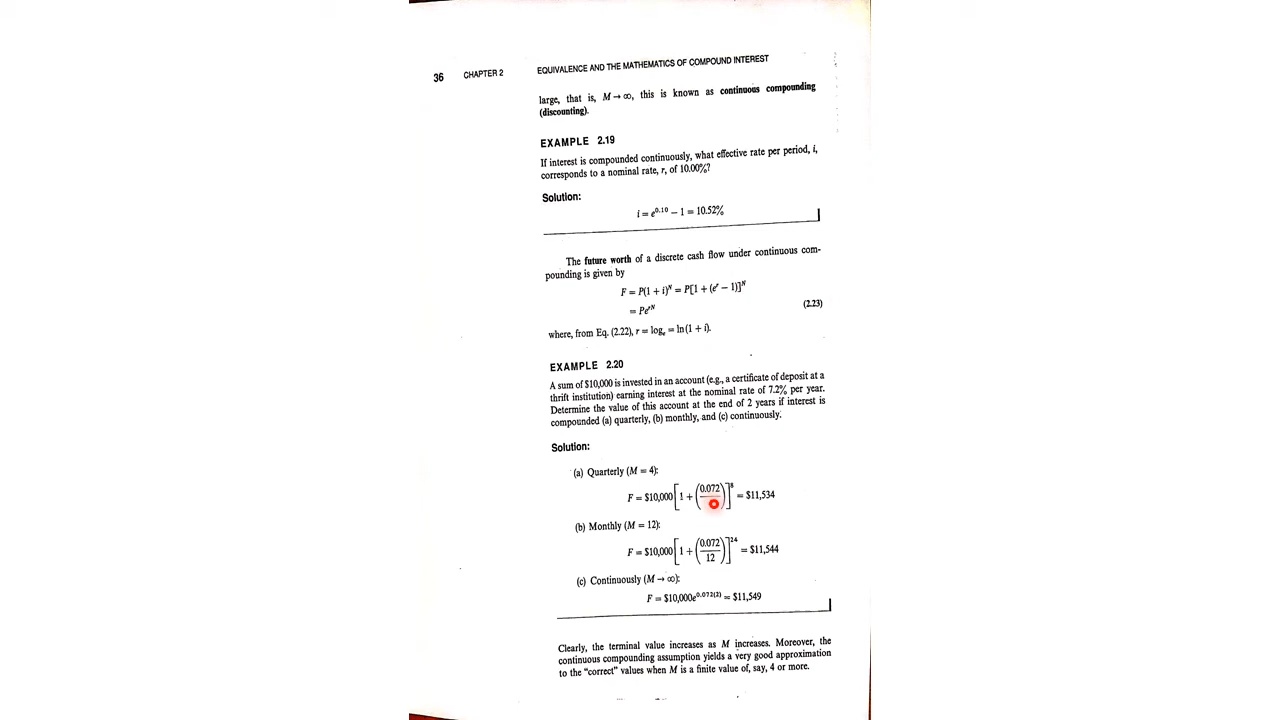 36 CHAPTER 2 EQUIVALENCE AND THE MATHEMATICS OF COMPOUND INTEREST
large, that is, M → ∞, this is known as continuous compounding
(discounting).
EXAMPLE 2.19
If interest is compounded continuously, what effective rate per period, i,
corresponds to a nominal rate, r, of 10.00%?
Solution:
i = e^0.10 − 1 = 10.52%
The future worth of a discrete cash flow under continuous com-
pounding is given by
F = P(1 + i)^N = P[1 + (e^r − 1)]^N
= Pe^rN (2.23)
where, from Eq. (2.22), r = log_e = ln(1 + i).
EXAMPLE 2.20
A sum of $10,000 is invested in an account (e.g., a certificate of deposit at a
thrift institution) earning interest at the nominal rate of 7.2% per year.
Determine the value of this account at the end of 2 years if interest is
compounded (a) quarterly, (b) monthly, and (c) continuously.
Solution:
(a) Quarterly (M = 4):
F = $10,000[1 + (0.072/ )]^8 = $11,534
(b) Monthly (M = 12):
F = $10,000[1 + (0.072/12)]^24 = $11,544
(c) Continuously (M → ∞):
F = $10,000e^0.072(2) = $11,549
Clearly, the terminal value increases as M increases. Moreover, the
continuous compounding assumption yields a very good approximation
to the "correct" values when M is a finite value of, say, 4 or more.